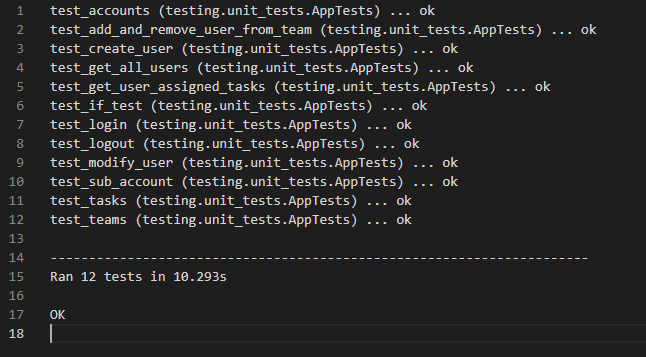 1 test_accounts (testing.unit_tests.AppTests) ... ok
2 test_add_and_remove_user_from_team (testing.unit_tests.AppTests) ... ok
3 test_create_user (testing.unit_tests.AppTests) ... ok
4 test_get_all_users (testing.unit_tests.AppTests) ... ok
5 test_get_user_assigned_tasks (testing.unit_tests.AppTests) ... ok
6 test_if_test (testing.unit_tests.AppTests) ... ok
7 test_login (testing.unit_tests.AppTests) ... ok
8 test_logout (testing.unit_tests.AppTests) ... ok
9 test_modify_user (testing.unit_tests.AppTests) ... ok
10 test_sub_account (testing.unit_tests.AppTests) ... ok
11 test_tasks (testing.unit_tests.AppTests) ... ok
12 test_teams (testing.unit_tests.AppTests) ... ok
13
14 ----------------------------------------------------------------------
15 Ran 12 tests in 10.293s
16
17 OK
18